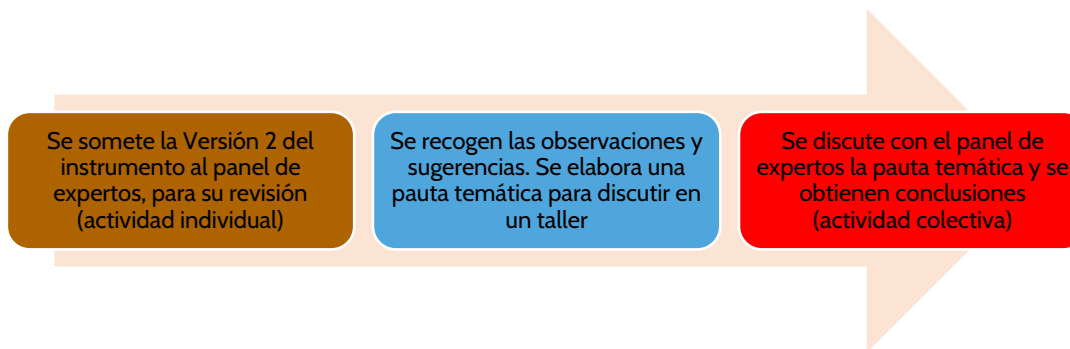 Se somete la Versión 2 del
instrumento al panel de
expertos, para su revisión
(actividad individual)
Se recogen las observaciones y
sugerencias. Se elabora una
pauta temática para discutir en
un taller
Se discute con el panel de
expertos la pauta temática y se
obtienen conclusiones
(actividad colectiva)